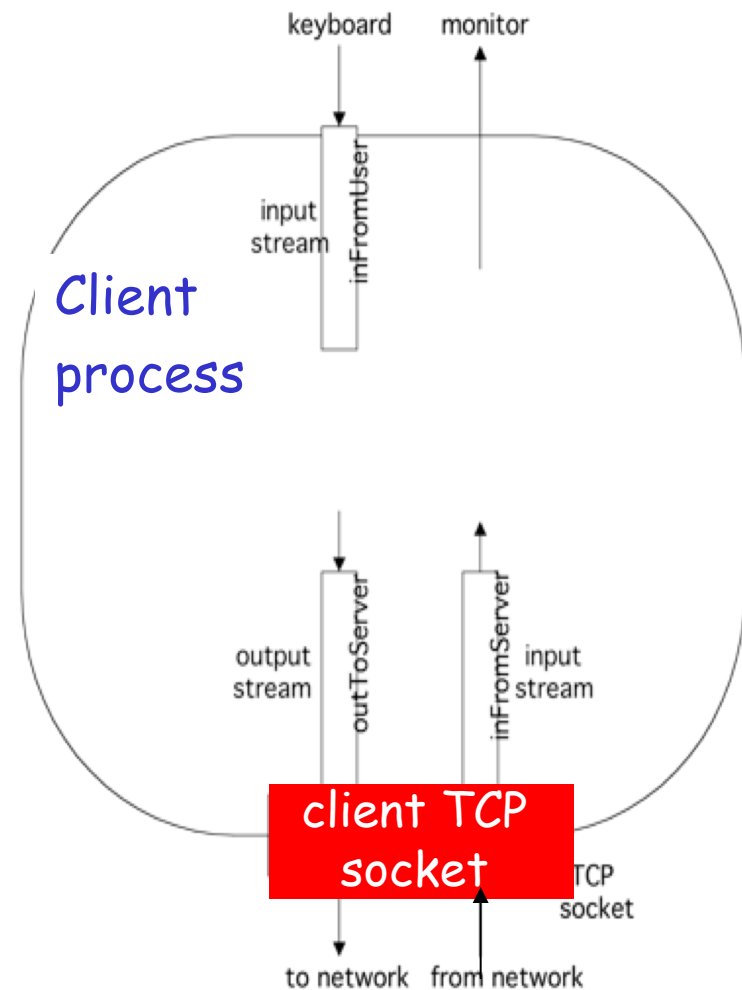 keyboard
monitor
input
stream
inFromUser
Client
process
output
stream
outToServer
inFromServer
input
stream
client TCP
socket
TCP
socket
to network
from network